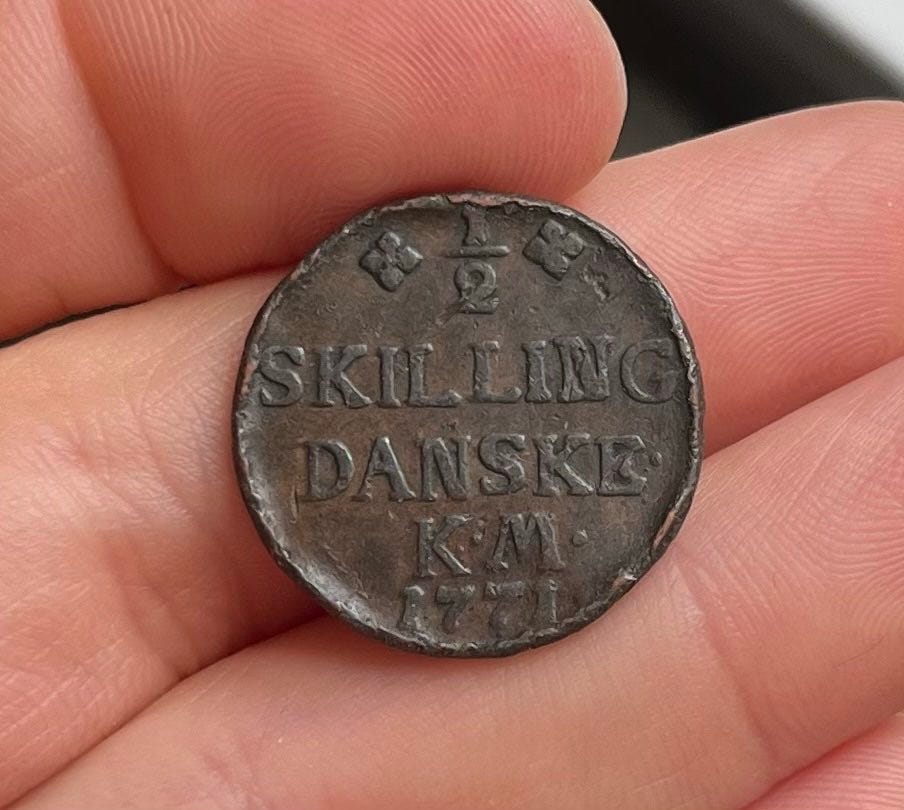 1/2
SKILLING
DANSKE·
K·M·
1771